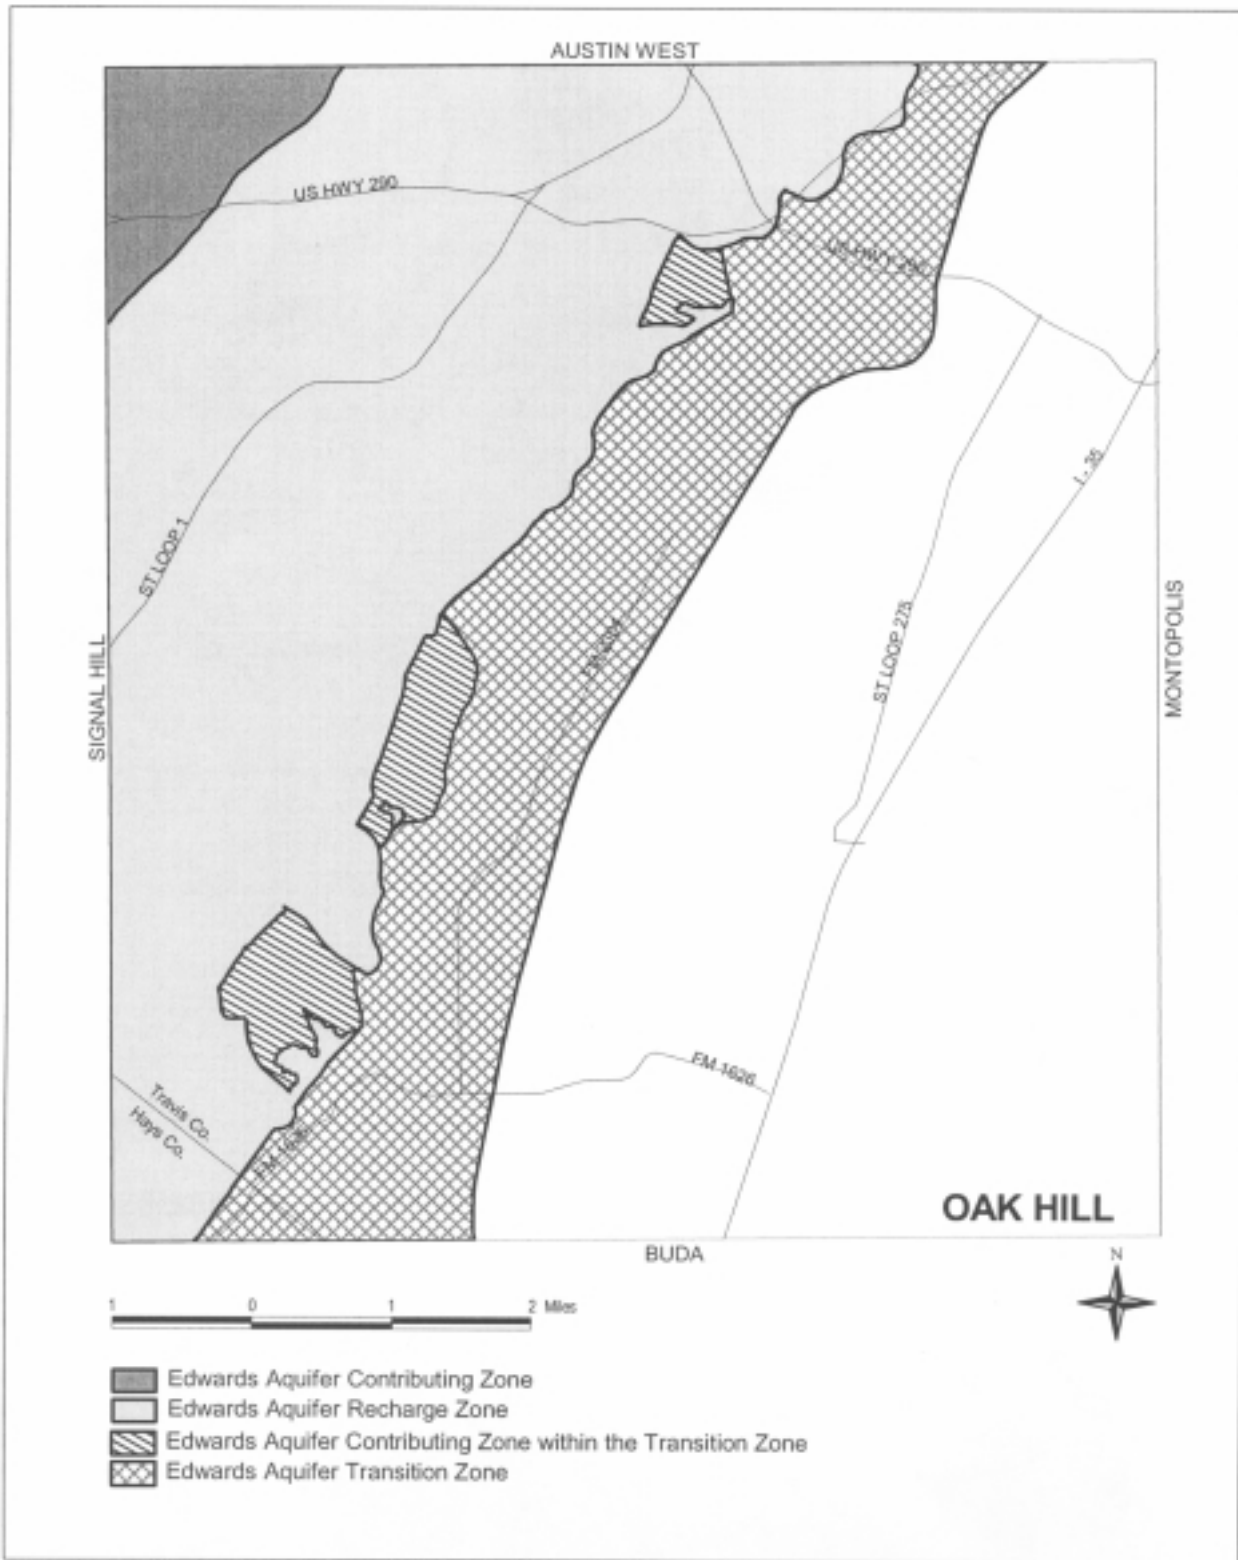 AUSTIN WEST
US HWY 290
US HWY 290
ST LOOP 1
I - 35
SIGNAL HILL
MONTOPOLIS
ST LOOP 275
FM 1626
Travis Co.
Hays Co.
FM 1626
OAK HILL
BUDA
N
1 0 1 2 Miles
Edwards Aquifer Contributing Zone
Edwards Aquifer Recharge Zone
Edwards Aquifer Contributing Zone within the Transition Zone
Edwards Aquifer Transition Zone